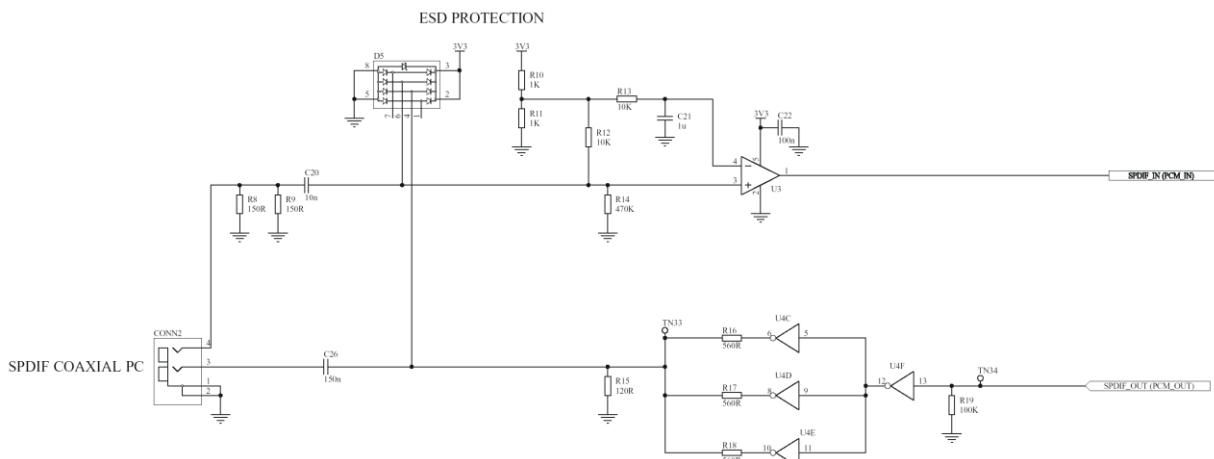 ESD PROTECTION
D5
3V3
8
3
5
2
7
6
4
1
3V3
R10
1K
R11
1K
R13
10K
C21
1u
R12
10K
3V3
C22
100n
5
4
3
1
2
U3
SPDIF_IN (PCM_IN)
C20
10n
R8
150R
R9
150R
R14
470K
CONN2
4
3
1
2
SPDIF COAXIAL PC
C26
150n
R15
120R
TN33
R16
560R
6
U4C
5
R17
560R
8
U4D
9
R18
10
U4E
11
U4F
12
13
TN34
R19
100K
SPDIF_OUT (PCM_OUT)